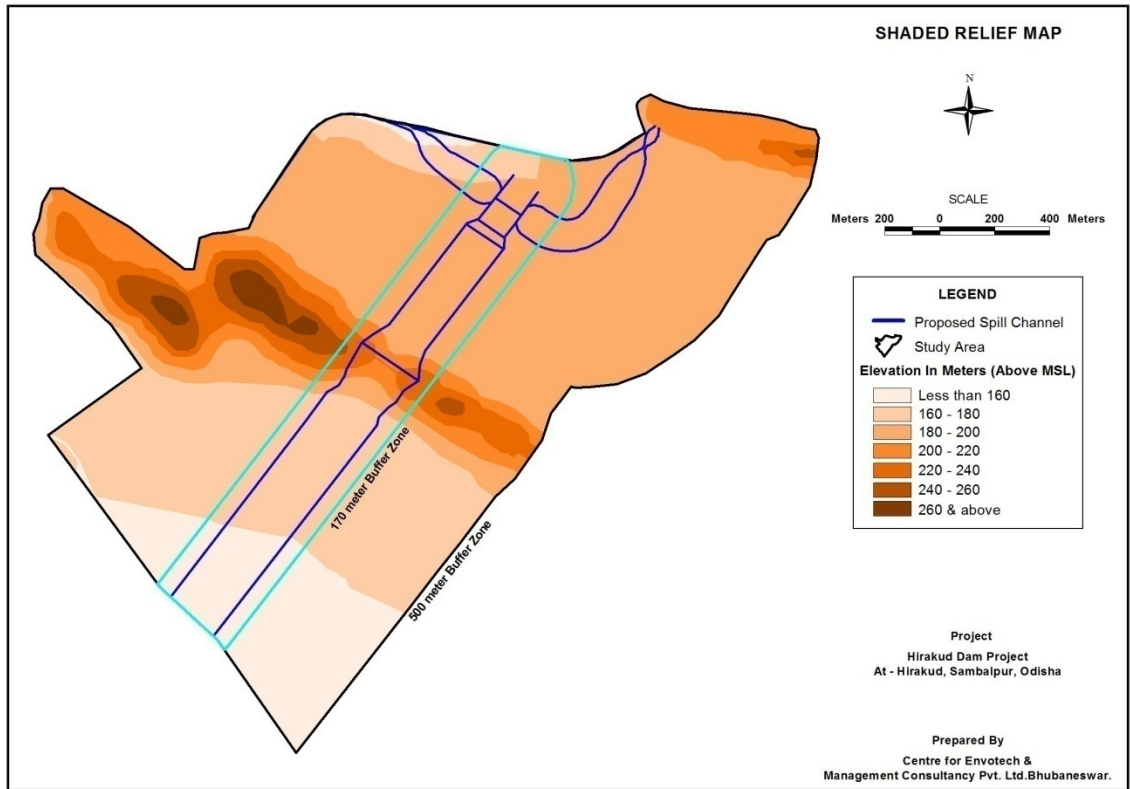 SHADED RELIEF MAP
N
SCALE
Meters 200 0 200 400 Meters
LEGEND
Proposed Spill Channel
Study Area
Elevation In Meters (Above MSL)
Less than 160
160 - 180
180 - 200
200 - 220
220 - 240
240 - 260
260 & above
170 meter Buffer Zone
500 meter Buffer Zone
Project
Hirakud Dam Project
At - Hirakud, Sambalpur, Odisha
Prepared By
Centre for Envotech &
Management Consultancy Pvt. Ltd.Bhubaneswar.